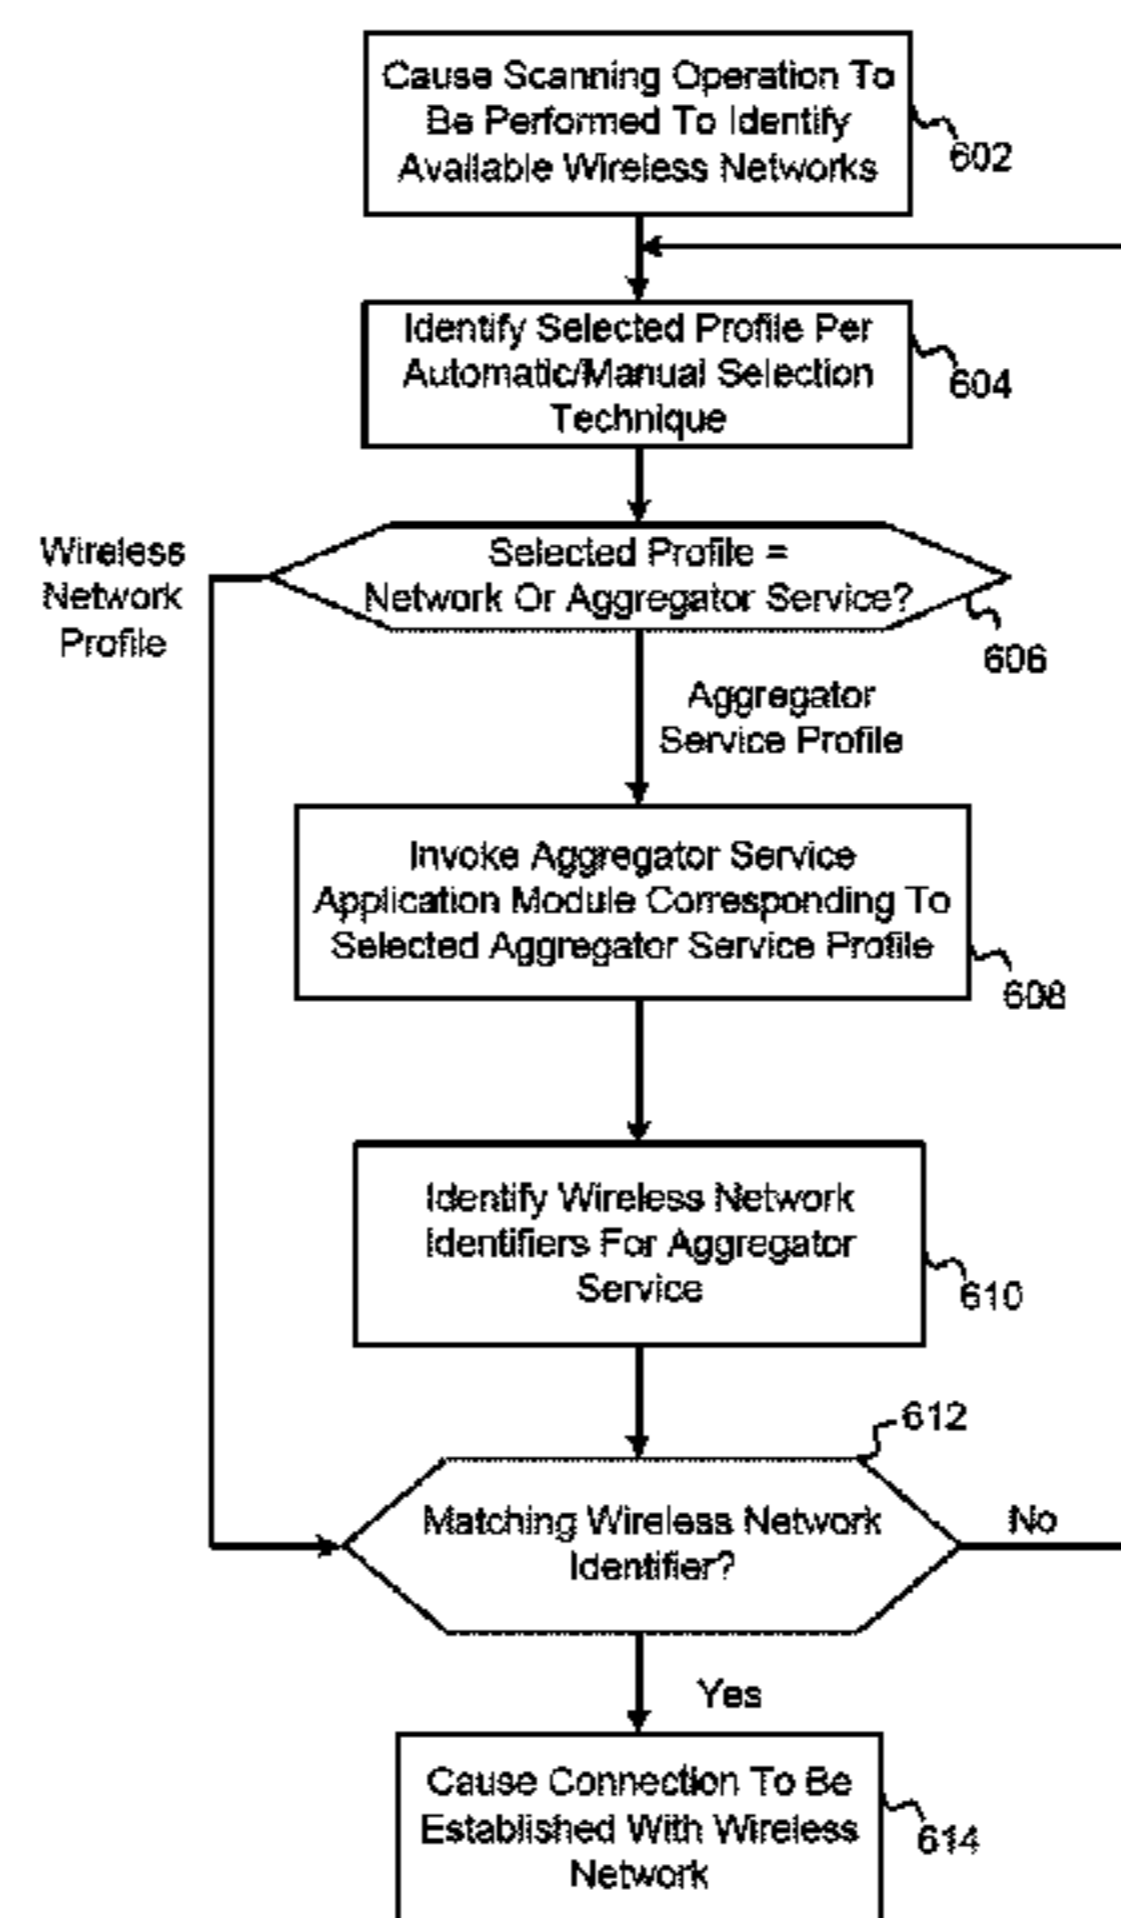 Cause Scanning Operation To
Be Performed To Identify
Available Wireless Networks
602
Identify Selected Profile Per
Automatic/Manual Selection
Technique
604
Wireless
Network
Profile
Selected Profile =
Network Or Aggregator Service?
606
Aggregator
Service Profile
Invoke Aggregator Service
Application Module Corresponding To
Selected Aggregator Service Profile
608
Identify Wireless Network
Identifiers For Aggregator
Service
610
612
Matching Wireless Network
Identifier?
No
Yes
Cause Connection To Be
Established With Wireless
Network
614